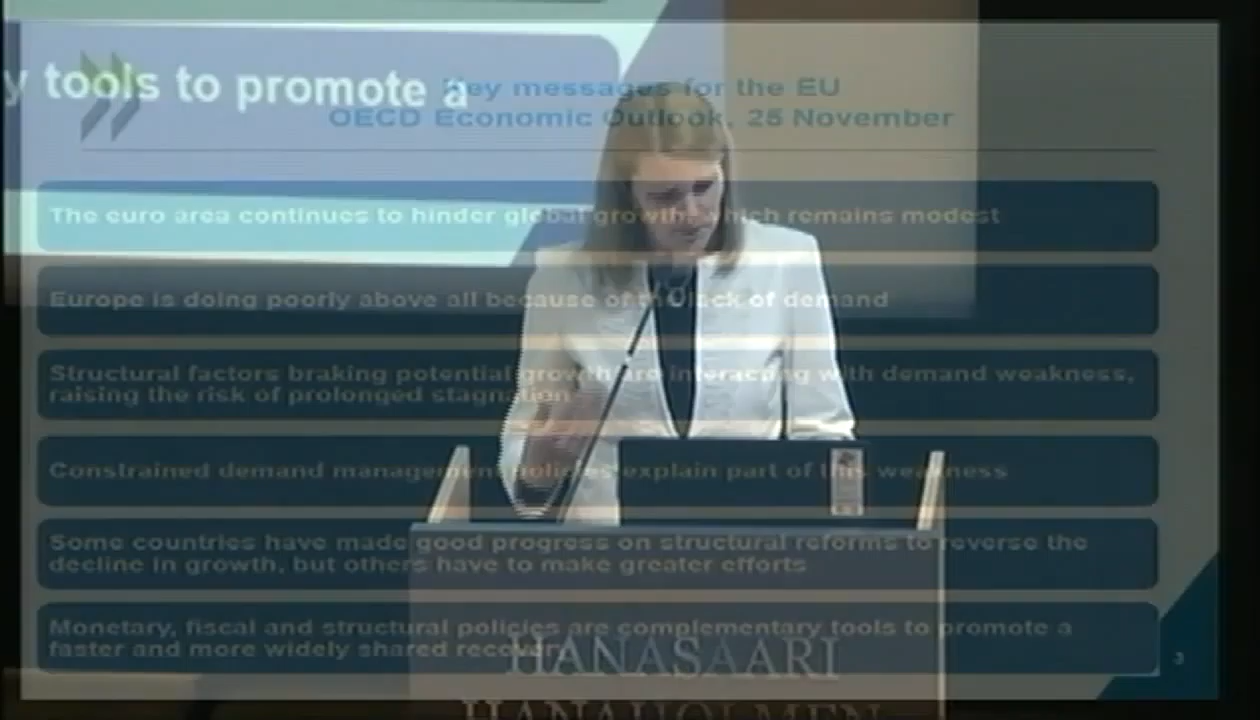 y tools to promote a
Key messages for the EU
OECD Economic Outlook, 25 November
The euro area continues to hinder global growth, which remains modest
Europe is doing poorly above all because of the lack of demand
Structural factors braking potential growth are interacting with demand weakness,
raising the risk of prolonged stagnation
Constrained demand management policies explain part of this weakness
Some countries have made good progress on structural reforms to reverse the
decline in growth, but others have to make greater efforts
Monetary, fiscal and structural policies are complementary tools to promote a
faster and more widely shared recovery
3
HANASAARI
HANAHOLMEN